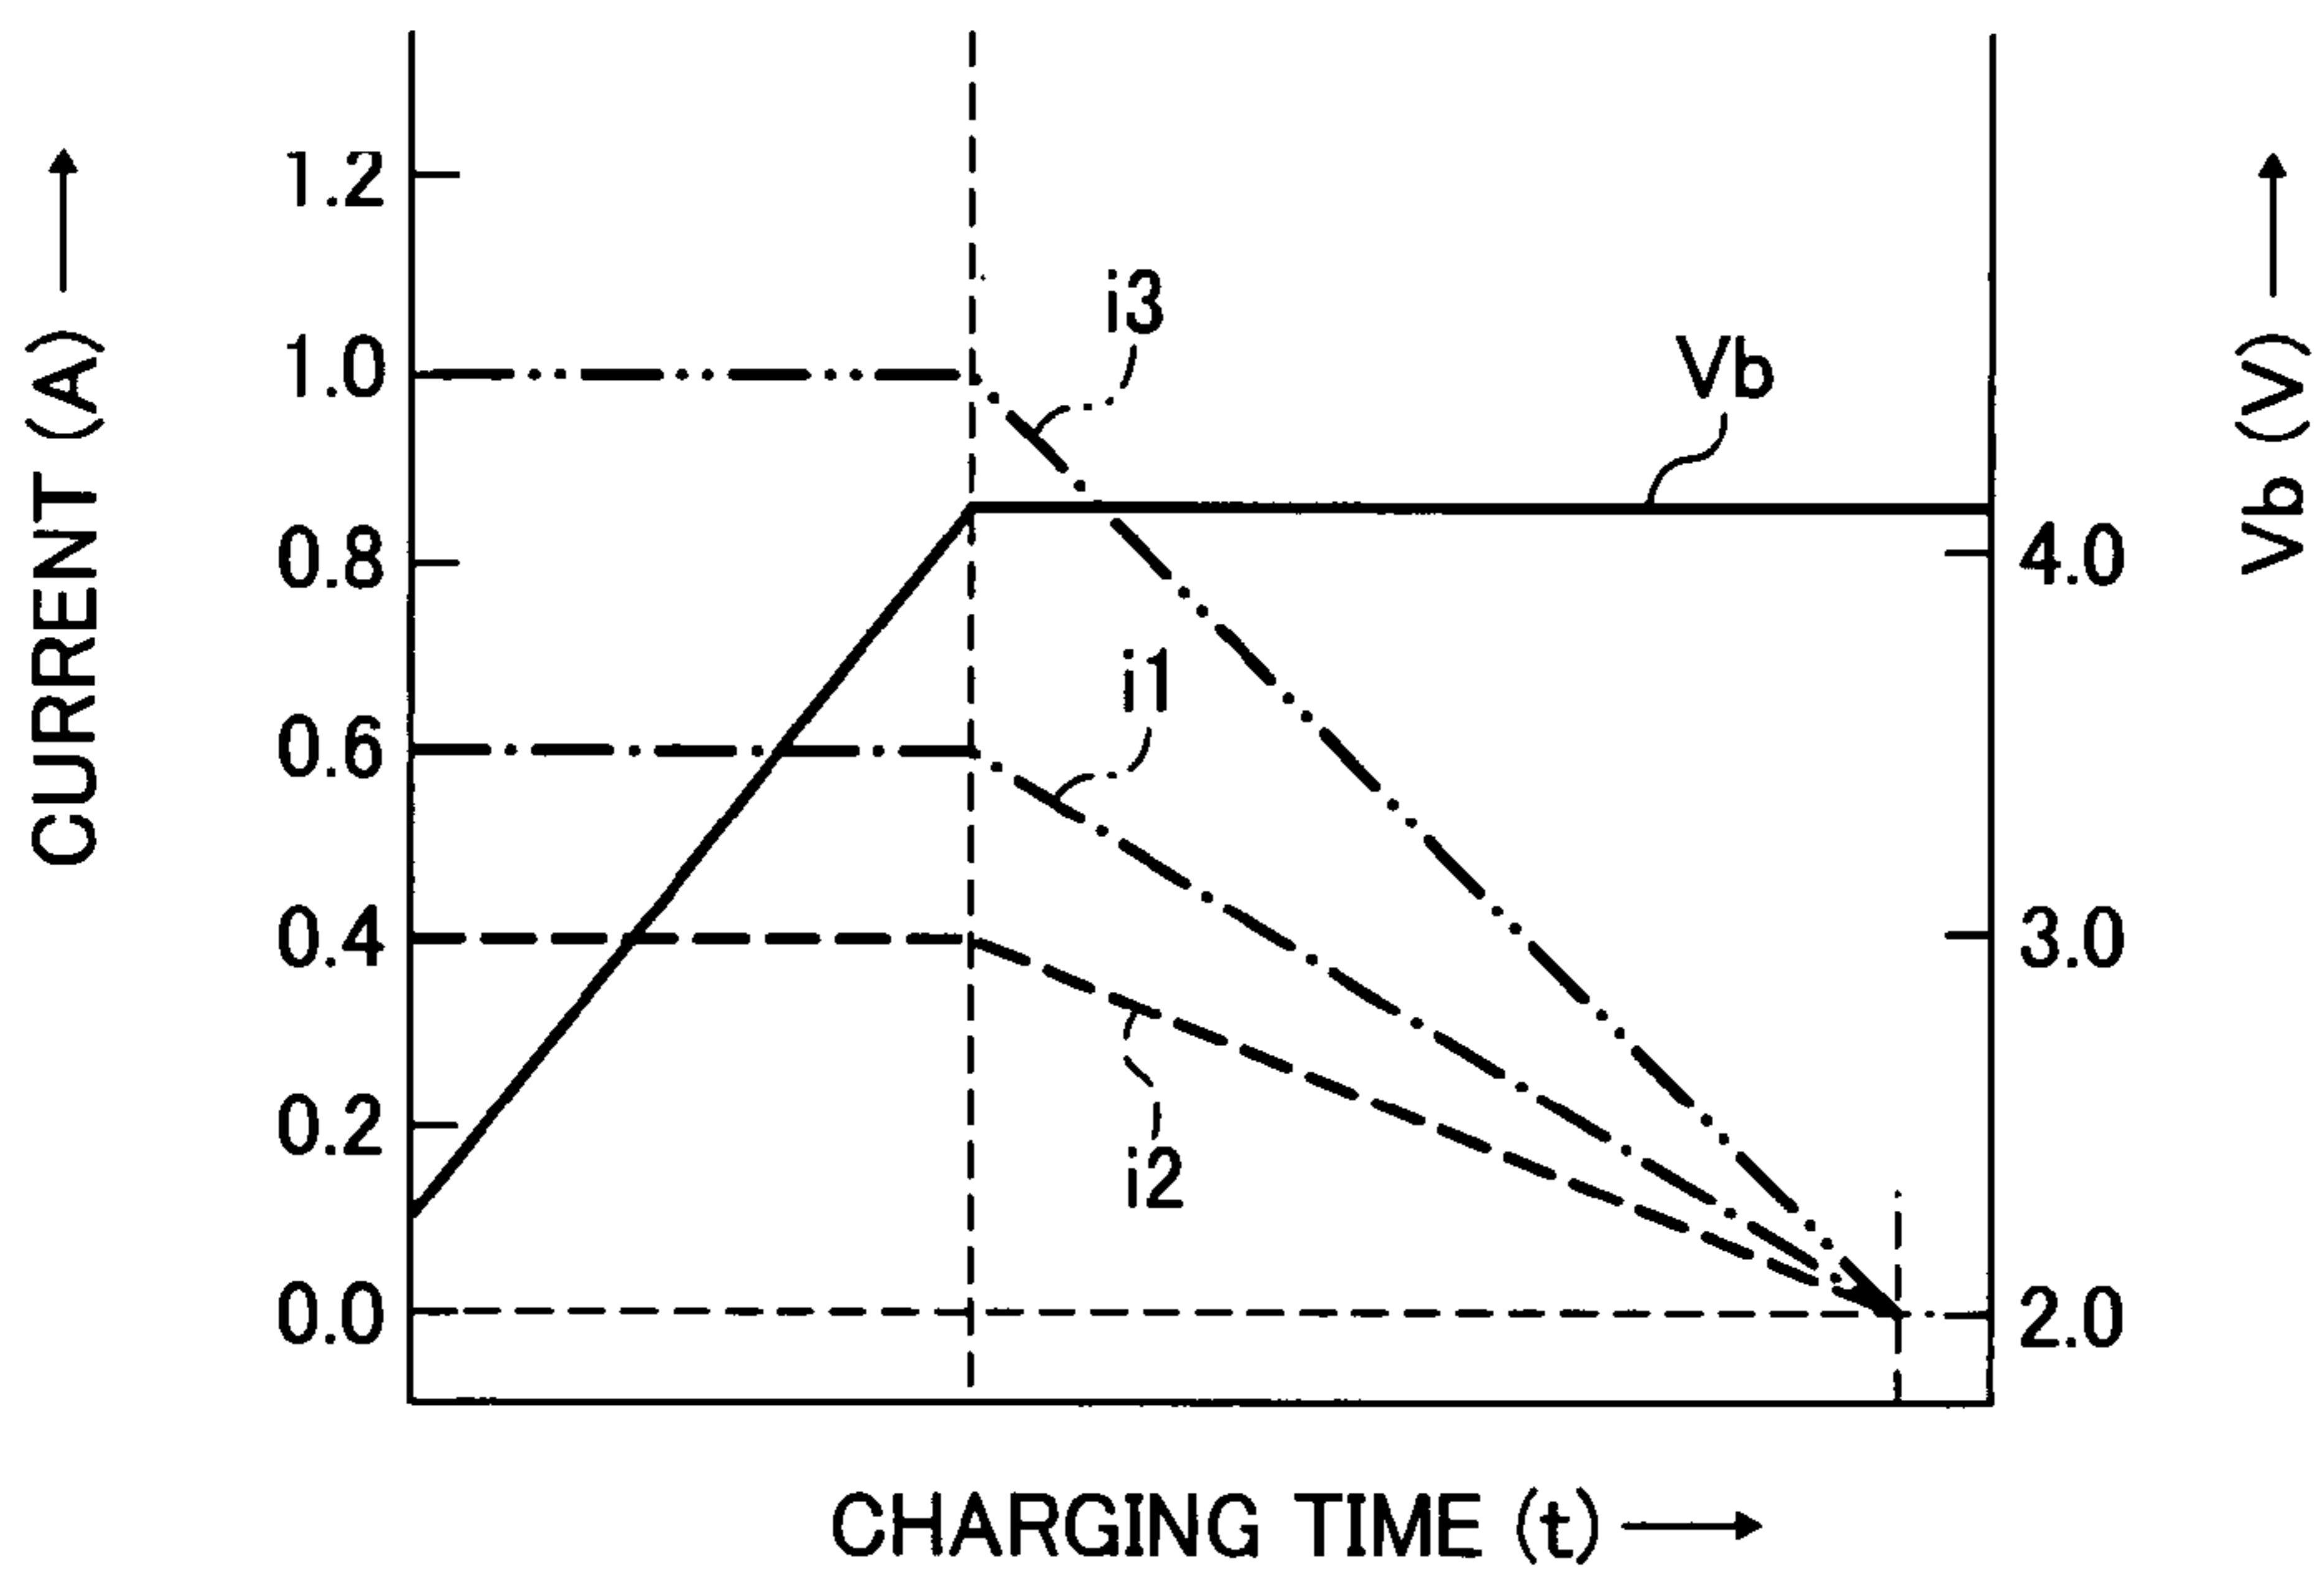 CURRENT (A)
1.2
1.0
0.8
0.6
0.4
0.2
0.0
i3
Vb
i1
i2
Vb (V)
4.0
3.0
2.0
CHARGING TIME (t)